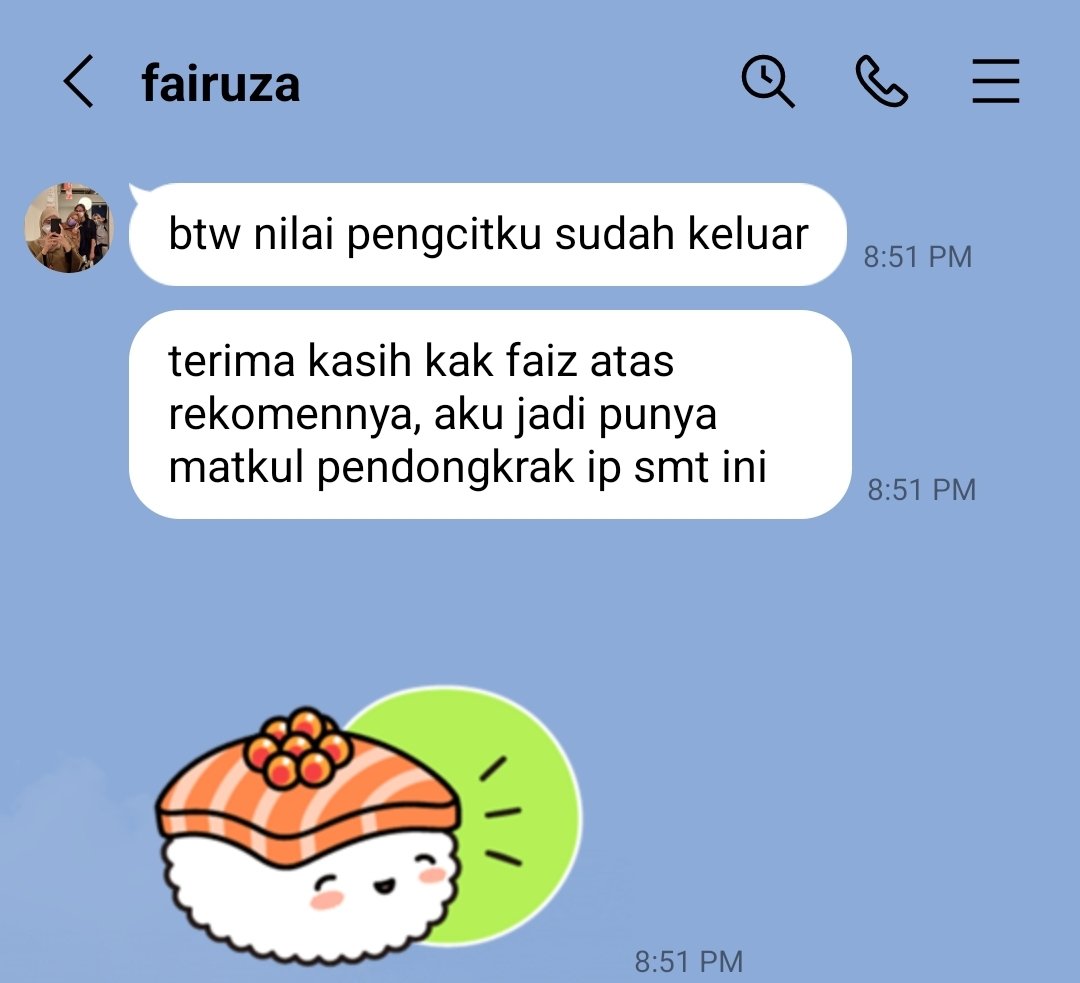 fairuza
btw nilai pengcitku sudah keluar
8:51 PM
terima kasih kak faiz atas
rekomennya, aku jadi punya
matkul pendongkrak ip smt ini
8:51 PM
8:51 PM